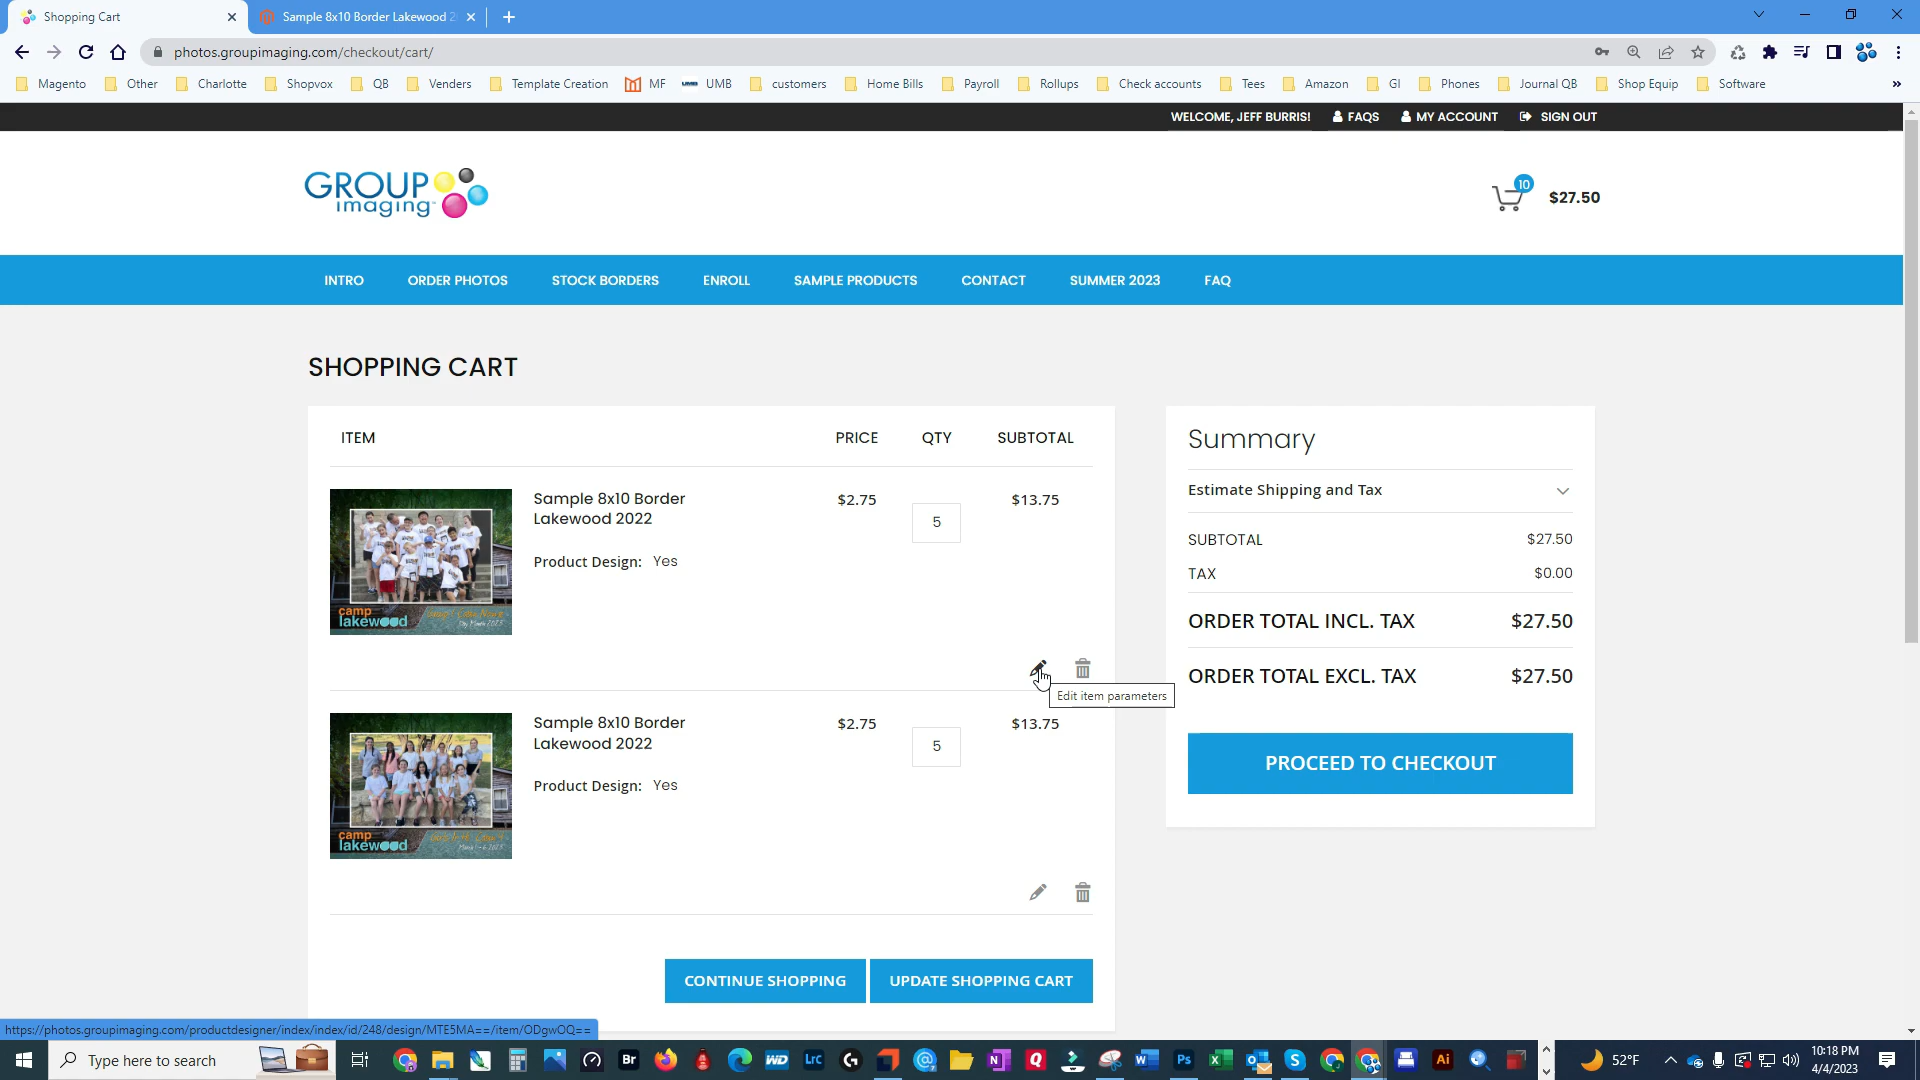 Shopping Cart
Sample 8x10 Border Lakewood 2
photos.groupimaging.com/checkout/cart/
Magento Other Charlotte Shopvox QB Venders Template Creation MF UMB customers Home Bills Payroll Rollups Check accounts Tees Amazon GI Phones Journal QB Shop Equip Software »
WELCOME, JEFF BURRIS! FAQS MY ACCOUNT SIGN OUT
GROUP imaging
10
$27.50
INTRO ORDER PHOTOS STOCK BORDERS ENROLL SAMPLE PRODUCTS CONTACT SUMMER 2023 FAQ
SHOPPING CART
ITEM PRICE QTY SUBTOTAL
Sample 8x10 Border Lakewood 2022
$2.75 5 $13.75
Product Design: Yes
camp lakewood
Edit item parameters
Sample 8x10 Border Lakewood 2022
$2.75 5 $13.75
Product Design: Yes
camp lakewood
CONTINUE SHOPPING UPDATE SHOPPING CART
Summary
Estimate Shipping and Tax
SUBTOTAL $27.50
TAX $0.00
ORDER TOTAL INCL. TAX $27.50
ORDER TOTAL EXCL. TAX $27.50
PROCEED TO CHECKOUT
https://photos.groupimaging.com/productdesigner/index/index/id/248/design/MTE5MA==/item/ODgwOQ==
Type here to search
Br WD Lrc Ps Ai
52°F
10:18 PM
4/4/2023